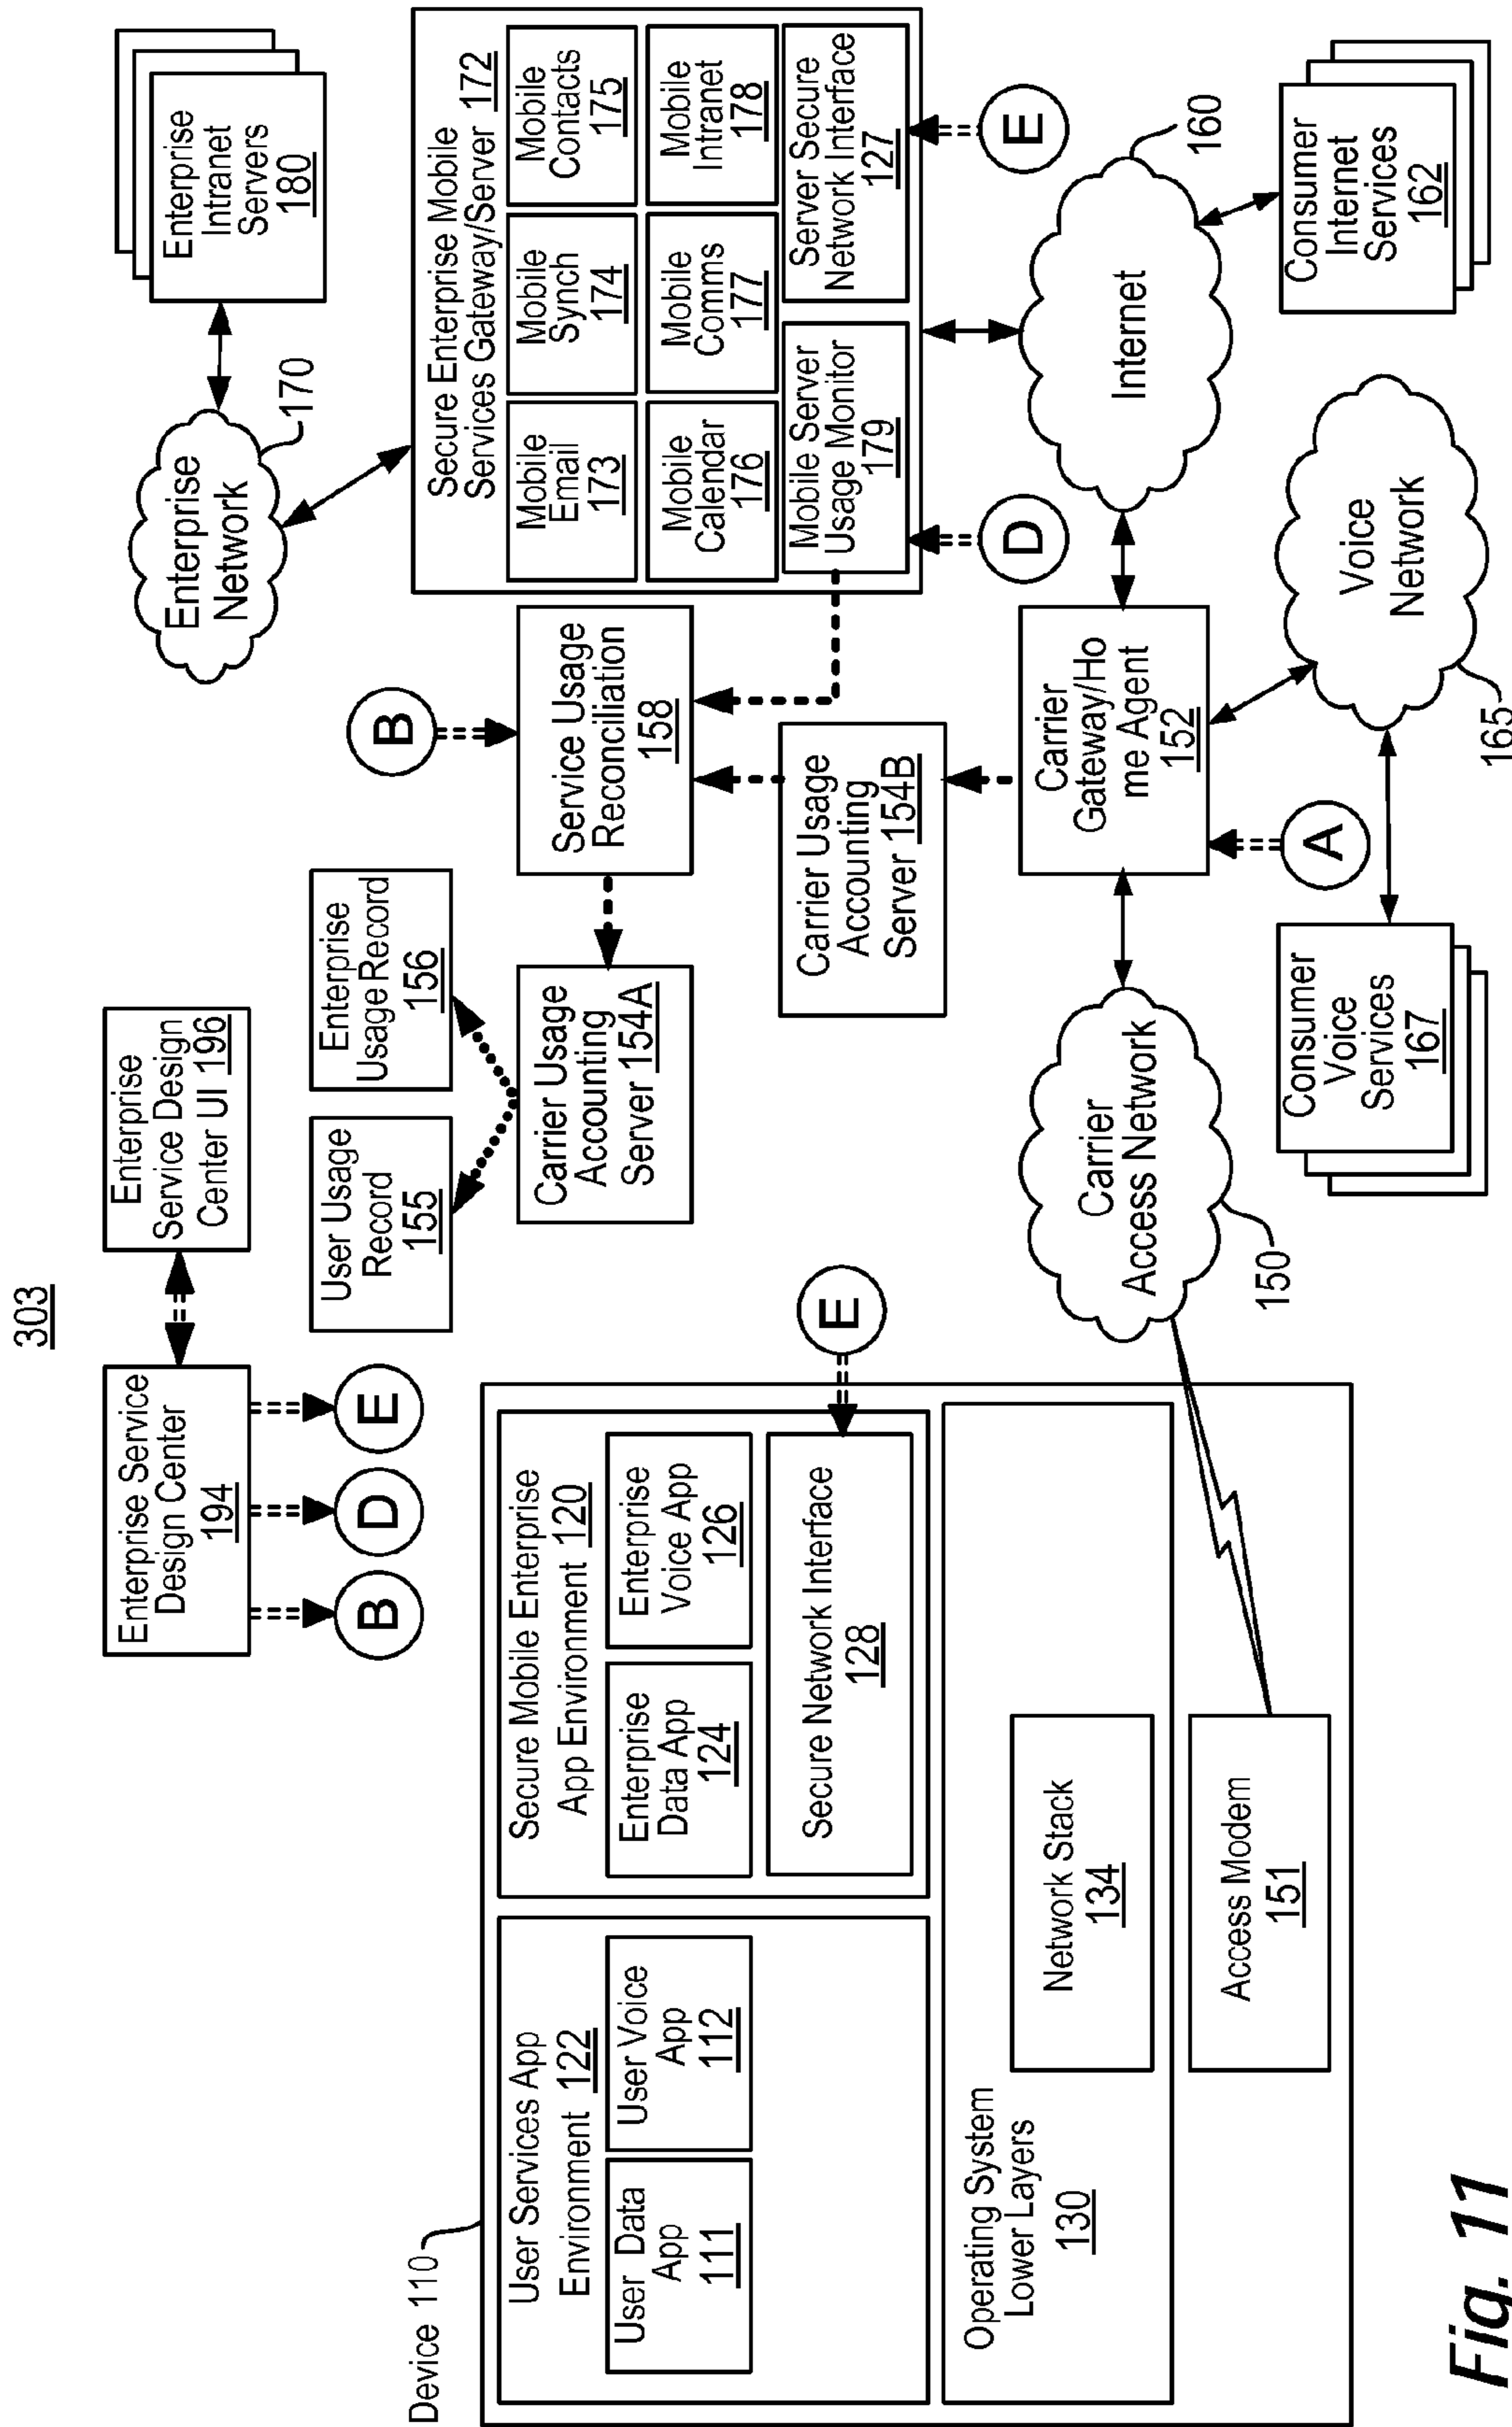 303
Enterprise Service
Design Center
194
Enterprise
Service Design
Center UI 196
B
D
E
Enterprise
Network
170
Enterprise
Intranet
Servers
180
User Usage
Record
155
Enterprise
Usage Record
156
B
Carrier Usage
Accounting
Server 154A
Service Usage
Reconciliation
158
Secure Enterprise Mobile
Services Gateway/Server 172
Mobile
Email
173
Mobile
Synch
174
Mobile
Contacts
175
Mobile
Calendar
176
Mobile
Comms
177
Mobile
Intranet
178
Mobile Server
Usage Monitor
179
Server Secure
Network Interface
127
D
E
Device 110
User Services App
Environment 122
User Data
App
111
User Voice
App
112
Secure Mobile Enterprise
App Environment 120
Enterprise
Data App
124
Enterprise
Voice App
126
Secure Network Interface
128
E
Operating System
Lower Layers
130
Network Stack
134
Access Modem
151
Carrier Usage
Accounting
Server 154B
Carrier
Access Network
150
Carrier
Gateway/Ho
me Agent
152
A
Internet
160
Consumer
Voice
Services
167
Voice
Network
165
Consumer
Internet
Services
162
Fig. 11